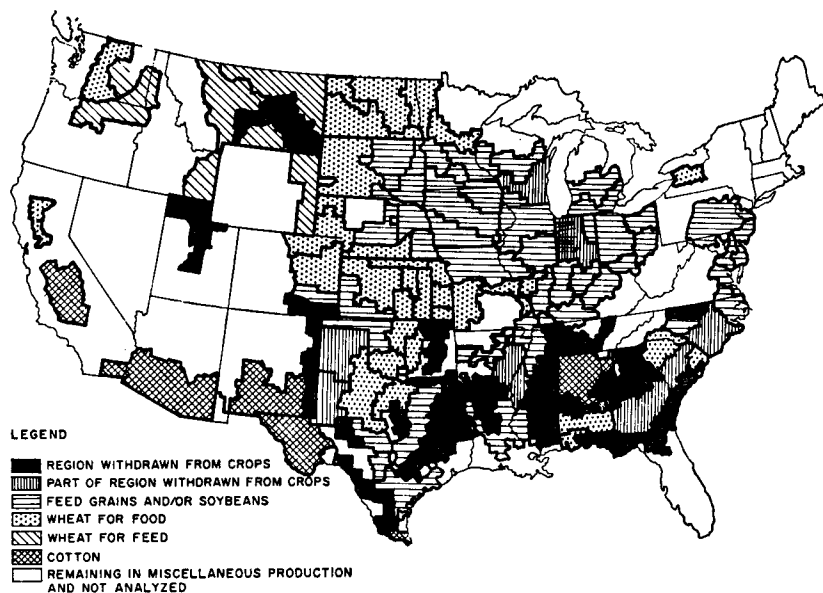 LEGEND
REGION WITHDRAWN FROM CROPS
PART OF REGION WITHDRAWN FROM CROPS
FEED GRAINS AND/OR SOYBEANS
WHEAT FOR FOOD
WHEAT FOR FEED
COTTON
REMAINING IN MISCELLANEOUS PRODUCTION
AND NOT ANALYZED